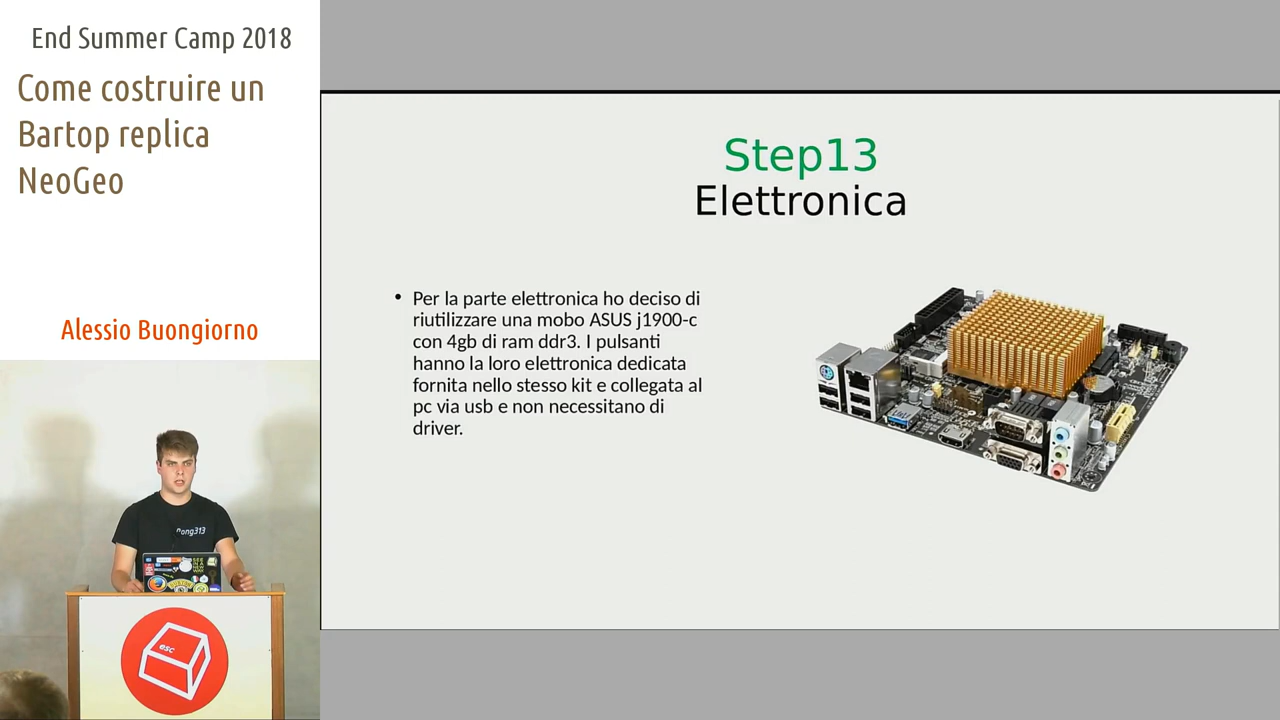 End Summer Camp 2018
Come costruire un
Bartop replica
NeoGeo
Alessio Buongiorno
Step13
Elettronica
• Per la parte elettronica ho deciso di
riutilizzare una mobo ASUS j1900-c
con 4gb di ram ddr3. I pulsanti
hanno la loro elettronica dedicata
fornita nello stesso kit e collegata al
pc via usb e non necessitano di
driver.
esc